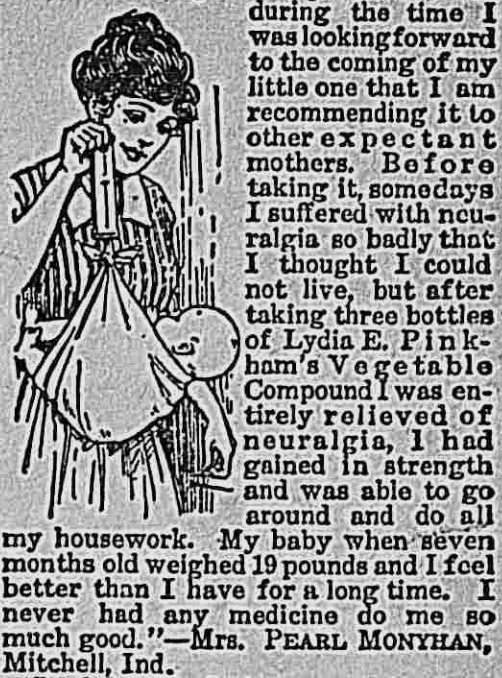 during the time I
was looking forward
to the coming of my
little one that I am
recommending it to
other expectant
mothers. Before
taking it, some days
I suffered with neu-
ralgia so badly that
I thought I could
not live, but after
taking three bottles
of Lydia E. Pink-
ham's Vegetable
Compound I was en-
tirely relieved of
neuralgia, I had
gained in strength
and was able to go
around and do all
my housework. My baby when seven
months old weighed 19 pounds and I feel
better than I have for a long time. I
never had any medicine do me so
much good."—Mrs. PEARL MONYHAN,
Mitchell, Ind.